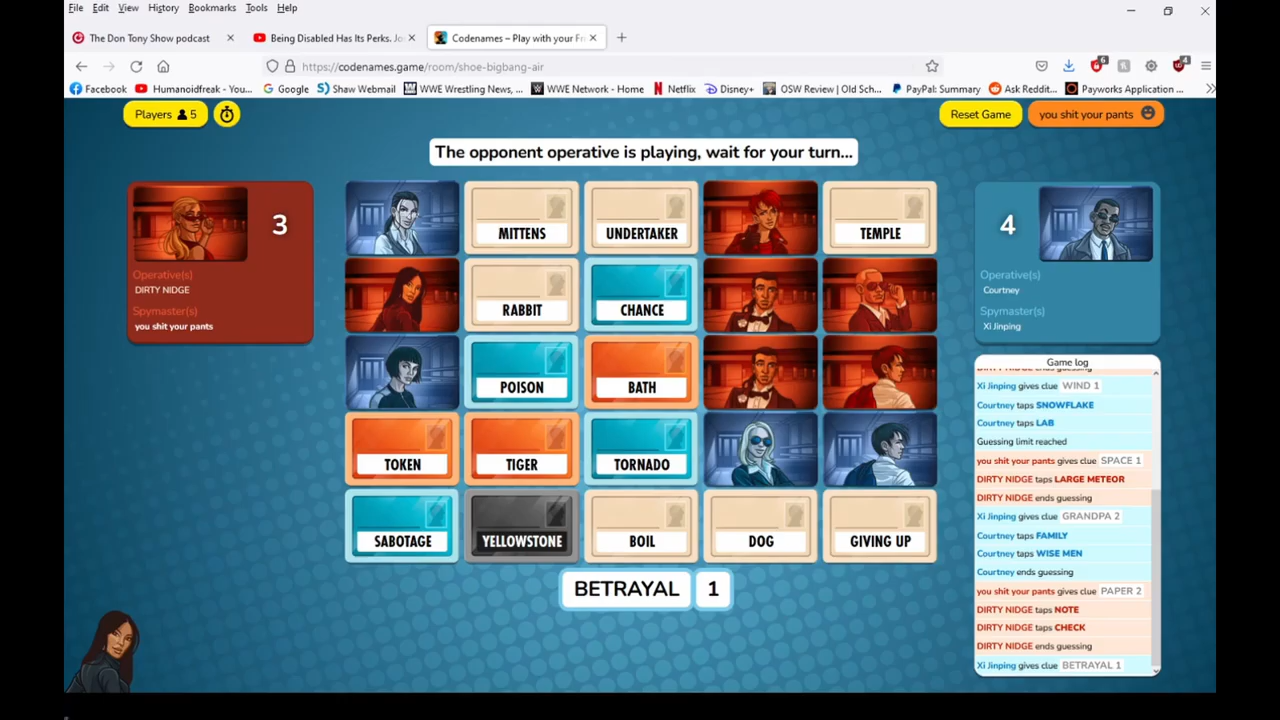 File Edit View History Bookmarks Tools Help
The Don Tony Show podcast
Being Disabled Has Its Perks. Jo
Codenames – Play with your Fr
https://codenames.game/room/shoe-bigbang-air
6
4
Facebook
Humanoidfreak - You...
Google
Shaw Webmail
WWE Wrestling News, ...
WWE Network - Home
Netflix
Disney+
OSW Review | Old Sch...
PayPal: Summary
Ask Reddit...
Payworks Application ...
Players 5
Reset Game
you shit your pants
The opponent operative is playing, wait for your turn...
3
Operative(s)
DIRTY NIDGE
Spymaster(s)
you shit your pants
MITTENS
UNDERTAKER
TEMPLE
RABBIT
CHANCE
POISON
BATH
TOKEN
TIGER
TORNADO
SABOTAGE
YELLOWSTONE
BOIL
DOG
GIVING UP
BETRAYAL 1
4
Operative(s)
Courtney
Spymaster(s)
Xi Jinping
Game log
DIRTY NIDGE ends guessing
Xi Jinping gives clue WIND 1
Courtney taps SNOWFLAKE
Courtney taps LAB
Guessing limit reached
you shit your pants gives clue SPACE 1
DIRTY NIDGE taps LARGE METEOR
DIRTY NIDGE ends guessing
Xi Jinping gives clue GRANDPA 2
Courtney taps FAMILY
Courtney taps WISE MEN
Courtney ends guessing
you shit your pants gives clue PAPER 2
DIRTY NIDGE taps NOTE
DIRTY NIDGE taps CHECK
DIRTY NIDGE ends guessing
Xi Jinping gives clue BETRAYAL 1